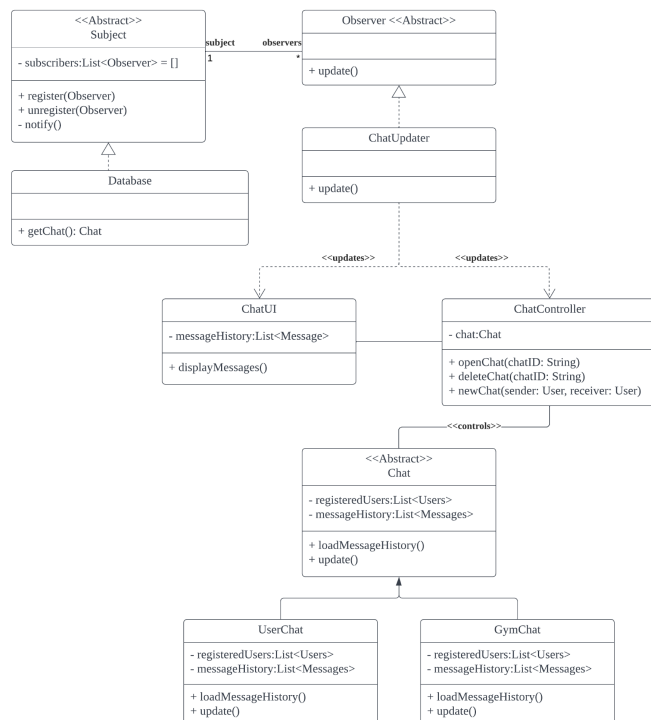 <<Abstract>>
Subject
- subscribers:List<Observer> = []
+ register(Observer)
+ unregister(Observer)
- notify()
subject
observers
1
*
Observer <<Abstract>>
+ update()
ChatUpdater
+ update()
Database
+ getChat(): Chat
<<updates>>
<<updates>>
ChatUI
- messageHistory:List<Message>
+ displayMessages()
ChatController
- chat:Chat
+ openChat(chatID: String)
+ deleteChat(chatID: String)
+ newChat(sender: User, receiver: User)
<<controls>>
<<Abstract>>
Chat
- registeredUsers:List<Users>
- messageHistory:List<Messages>
+ loadMessageHistory()
+ update()
UserChat
- registeredUsers:List<Users>
- messageHistory:List<Messages>
+ loadMessageHistory()
+ update()
GymChat
- registeredUsers:List<Users>
- messageHistory:List<Messages>
+ loadMessageHistory()
+ update()